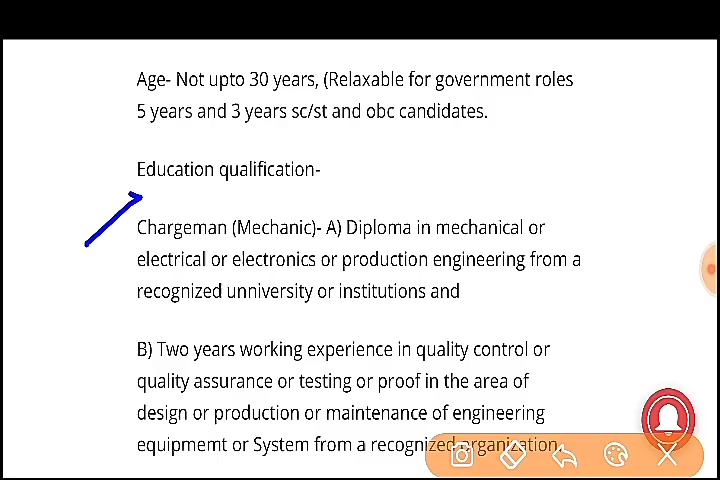 Age- Not upto 30 years, (Relaxable for government roles
5 years and 3 years sc/st and obc candidates.
Education qualification-
Chargeman (Mechanic)- A) Diploma in mechanical or
electrical or electronics or production engineering from a
recognized unniversity or institutions and
B) Two years working experience in quality control or
quality assurance or testing or proof in the area of
design or production or maintenance of engineering
equipmemt or System from a recognized organization